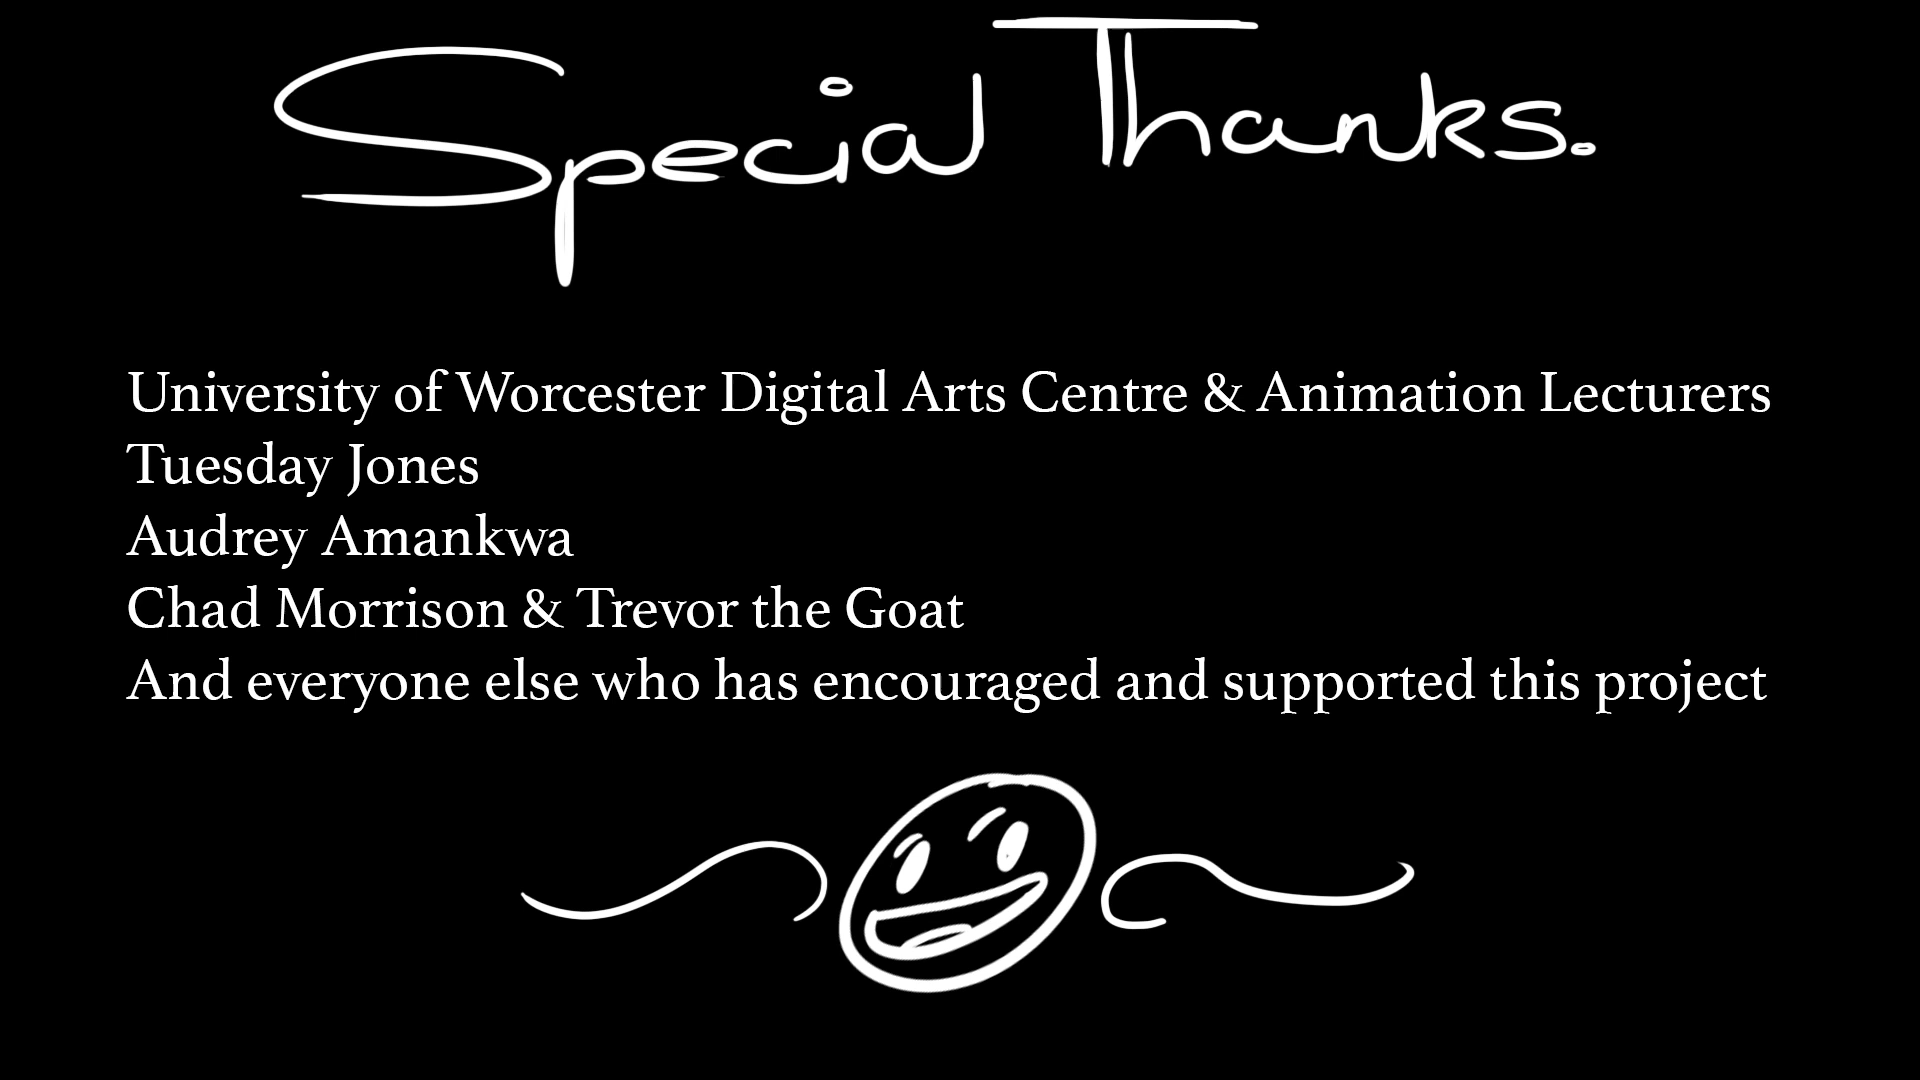 Special Thanks.
University of Worcester Digital Arts Centre & Animation Lecturers
Tuesday Jones
Audrey Amankwa
Chad Morrison & Trevor the Goat
And everyone else who has encouraged and supported this project